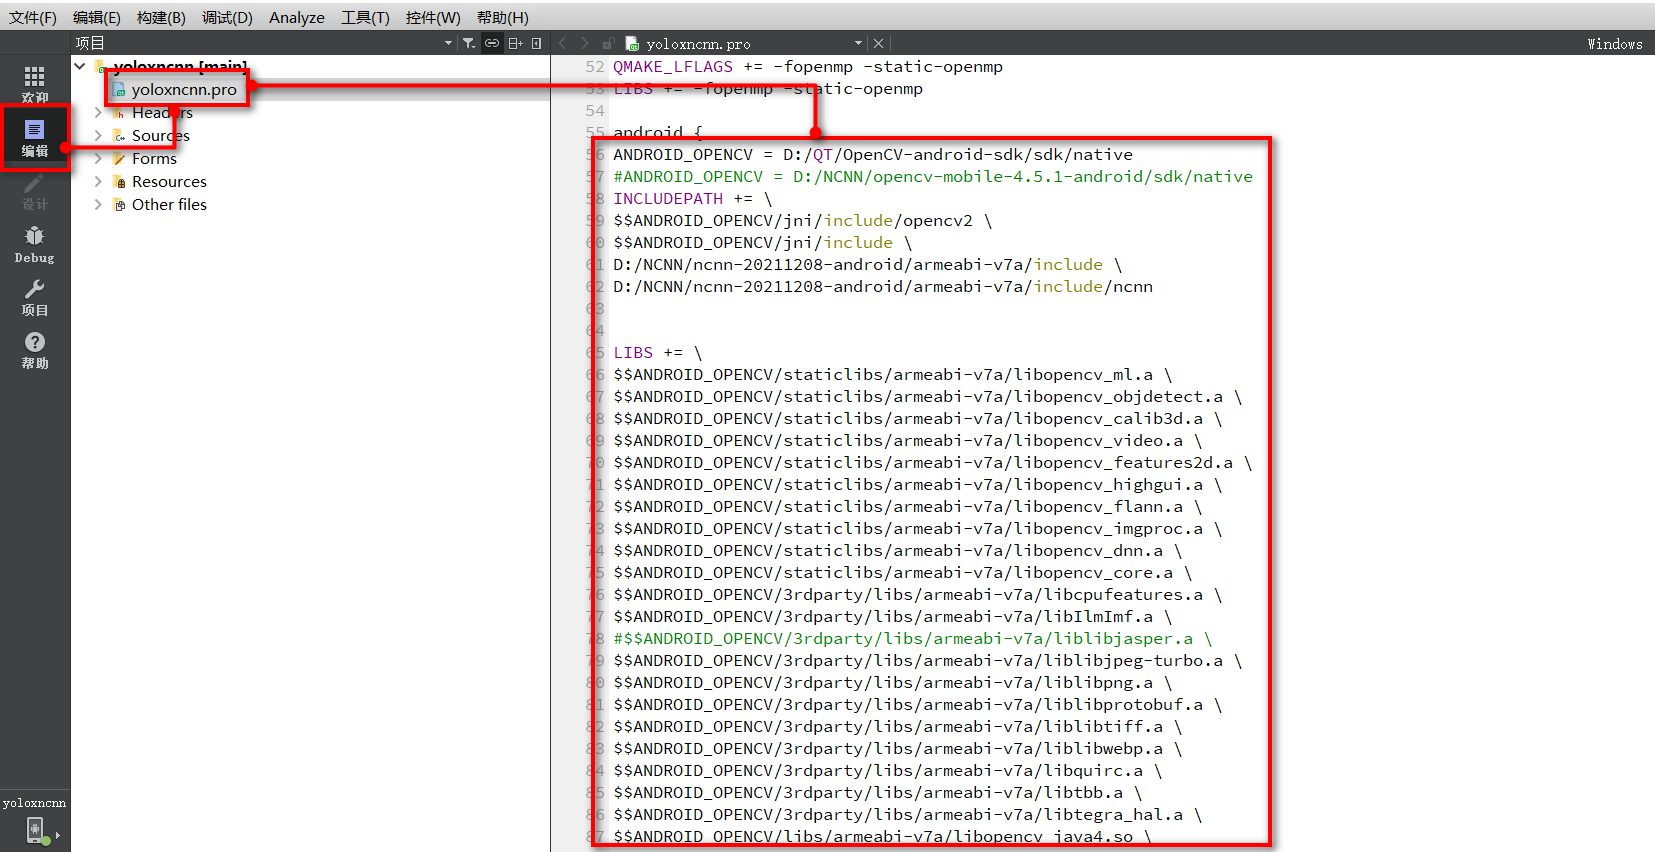 文件(F) 编辑(E) 构建(B) 调试(D) Analyze 工具(T) 控件(W) 帮助(H)
项目
yoloxncnn.pro
Windows
欢迎
编辑
设计
Debug
项目
帮助
yoloxncnn
yoloxncnn [main]
yoloxncnn.pro
Headers
Sources
Forms
Resources
Other files
52 QMAKE_LFLAGS += -fopenmp -static-openmp
53 LIBS += -fopenmp -static-openmp
54
55 android {
56 ANDROID_OPENCV = D:/QT/OpenCV-android-sdk/sdk/native
57 #ANDROID_OPENCV = D:/NCNN/opencv-mobile-4.5.1-android/sdk/native
58 INCLUDEPATH += \
59 $$ANDROID_OPENCV/jni/include/opencv2 \
60 $$ANDROID_OPENCV/jni/include \
61 D:/NCNN/ncnn-20211208-android/armeabi-v7a/include \
62 D:/NCNN/ncnn-20211208-android/armeabi-v7a/include/ncnn
63
64
65 LIBS += \
66 $$ANDROID_OPENCV/staticlibs/armeabi-v7a/libopencv_ml.a \
67 $$ANDROID_OPENCV/staticlibs/armeabi-v7a/libopencv_objdetect.a \
68 $$ANDROID_OPENCV/staticlibs/armeabi-v7a/libopencv_calib3d.a \
69 $$ANDROID_OPENCV/staticlibs/armeabi-v7a/libopencv_video.a \
70 $$ANDROID_OPENCV/staticlibs/armeabi-v7a/libopencv_features2d.a \
71 $$ANDROID_OPENCV/staticlibs/armeabi-v7a/libopencv_highgui.a \
72 $$ANDROID_OPENCV/staticlibs/armeabi-v7a/libopencv_flann.a \
73 $$ANDROID_OPENCV/staticlibs/armeabi-v7a/libopencv_imgproc.a \
74 $$ANDROID_OPENCV/staticlibs/armeabi-v7a/libopencv_dnn.a \
75 $$ANDROID_OPENCV/staticlibs/armeabi-v7a/libopencv_core.a \
76 $$ANDROID_OPENCV/3rdparty/libs/armeabi-v7a/libcpufeatures.a \
77 $$ANDROID_OPENCV/3rdparty/libs/armeabi-v7a/libIlmImf.a \
78 #$$ANDROID_OPENCV/3rdparty/libs/armeabi-v7a/liblibjasper.a \
79 $$ANDROID_OPENCV/3rdparty/libs/armeabi-v7a/liblibjpeg-turbo.a \
80 $$ANDROID_OPENCV/3rdparty/libs/armeabi-v7a/liblibpng.a \
81 $$ANDROID_OPENCV/3rdparty/libs/armeabi-v7a/liblibprotobuf.a \
82 $$ANDROID_OPENCV/3rdparty/libs/armeabi-v7a/liblibtiff.a \
83 $$ANDROID_OPENCV/3rdparty/libs/armeabi-v7a/liblibwebp.a \
84 $$ANDROID_OPENCV/3rdparty/libs/armeabi-v7a/libquirc.a \
85 $$ANDROID_OPENCV/3rdparty/libs/armeabi-v7a/libtbb.a \
86 $$ANDROID_OPENCV/3rdparty/libs/armeabi-v7a/libtegra_hal.a \
87 $$ANDROID_OPENCV/libs/armeabi-v7a/libopencv_java4.so \